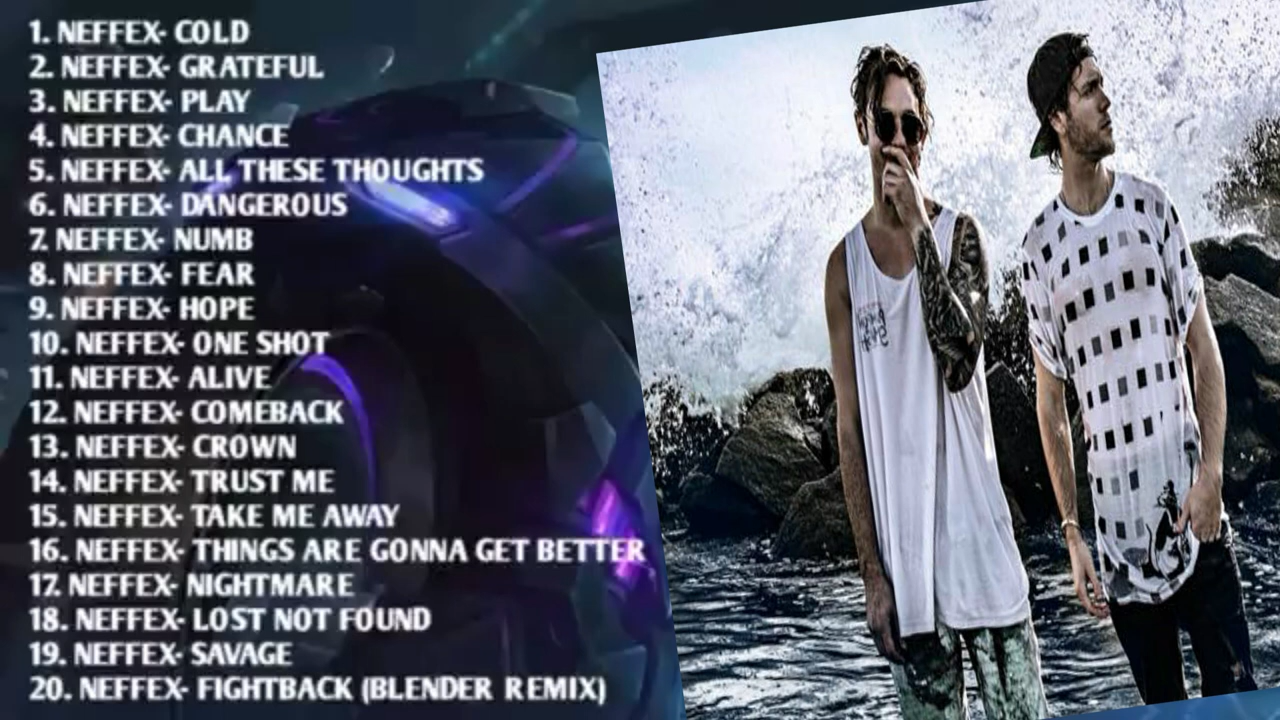 1. NEFFEX- COLD
2. NEFFEX- GRATEFUL
3. NEFFEX- PLAY
4. NEFFEX- CHANCE
5. NEFFEX- ALL THESE THOUGHTS
6. NEFFEX- DANGEROUS
7. NEFFEX- NUMB
8. NEFFEX- FEAR
9. NEFFEX- HOPE
10. NEFFEX- ONE SHOT
11. NEFFEX- ALIVE
12. NEFFEX- COMEBACK
13. NEFFEX- CROWN
14. NEFFEX- TRUST ME
15. NEFFEX- TAKE ME AWAY
16. NEFFEX- THINGS ARE GONNA GET BETTER
17. NEFFEX- NIGHTMARE
18. NEFFEX- LOST NOT FOUND
19. NEFFEX- SAVAGE
20. NEFFEX- FIGHTBACK (BLENDER REMIX)